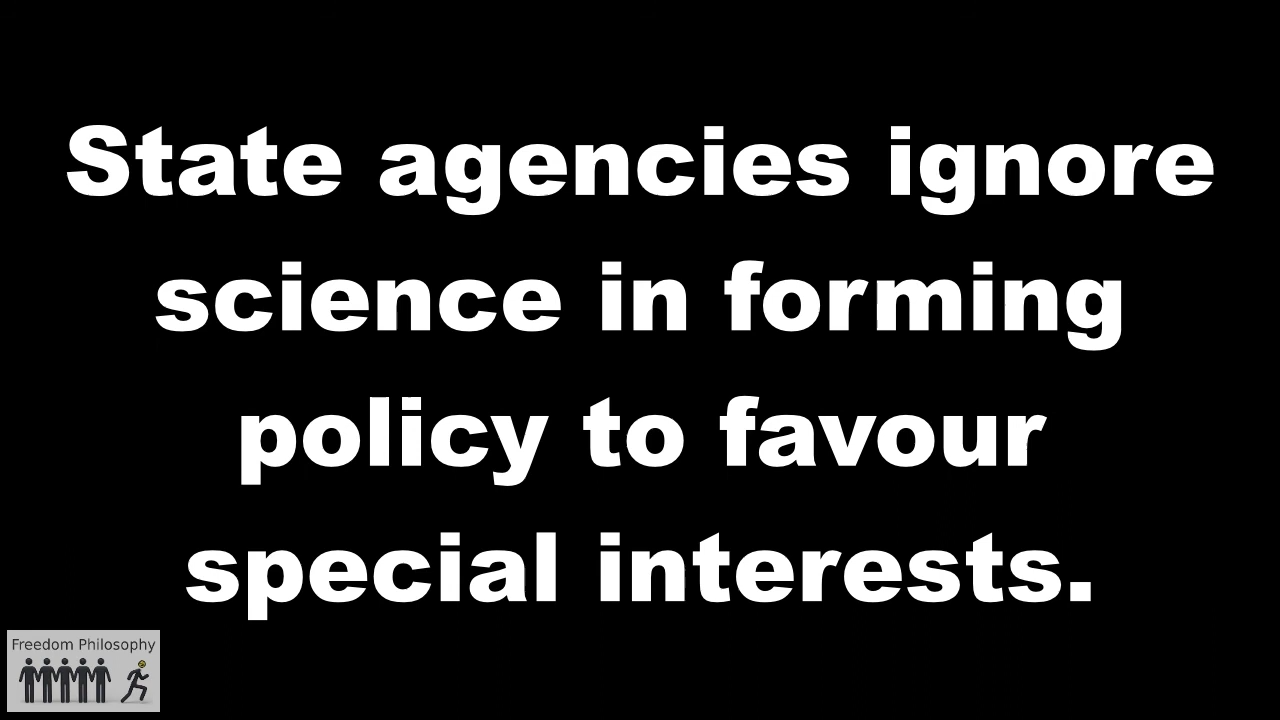 State agencies ignore
science in forming
policy to favour
special interests.
Freedom Philosophy